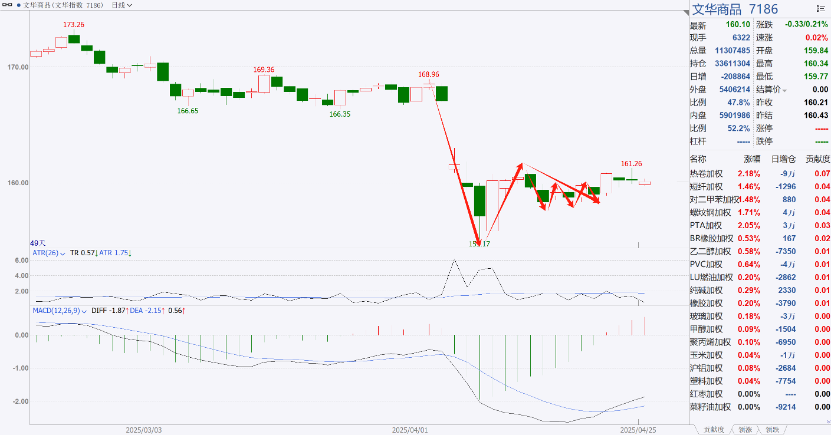 文华商品(文华指数 7186) 日线
173.26
170.00
166.65
169.36
166.35
168.96
160.00
161.26
49天
ATR(26) TR 0.57↓ATR 1.75↓
6.00
4.00
2.00
MACD(12,26,9) DIFF -1.87↑DEA -2.15↑ 0.56↑
0.00
-1.00
-2.00
2025/03/03
2025/04/01
2025/04/25
文华商品 7186
最新 160.10 涨跌 -0.33/0.21%
现手 6322 速涨 0.02%
总量 11307485 开盘 159.84
持仓 33611304 最高 160.34
日增 -208864 最低 159.77
外盘 5406214 结算价 0.00
比例 47.8% 昨收 160.21
内盘 5901986 昨结 160.43
比例 52.2% 涨停 -----
杠杆 ----- 跌停 -----
名称 涨幅 日增仓 贡献度
热卷加权 2.18% -9万 0.07
短纤加权 1.46% -1296 0.04
对二甲苯加权 1.48% 880 0.04
螺纹钢加权 1.71% 4万 0.04
PTA加权 2.05% 3万 0.03
BR橡胶加权 0.53% 167 0.02
乙二醇加权 0.58% -7350 0.01
PVC加权 0.64% -4万 0.01
LU燃油加权 0.20% -2862 0.01
纯碱加权 0.29% 2330 0.01
橡胶加权 0.20% -3790 0.01
玻璃加权 0.18% -3万 0.00
甲醇加权 0.09% -1504 0.00
聚丙烯加权 0.10% -6950 0.00
玉米加权 0.04% -1万 0.00
沪铝加权 0.08% -2684 0.00
塑料加权 0.04% -7754 0.00
红枣加权 0.00% ---- 0.00
菜籽油加权 0.00% -9214 0.00
贡献度 领涨 领跌